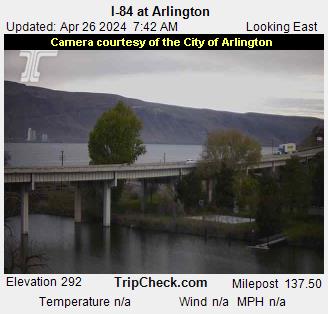 I-84 at Arlington
Updated: Apr 26 2024 7:42 AM Looking East
Camera courtesy of the City of Arlington
Elevation 292 TripCheck.com Milepost 137.50
Temperature n/a Wind n/a MPH n/a